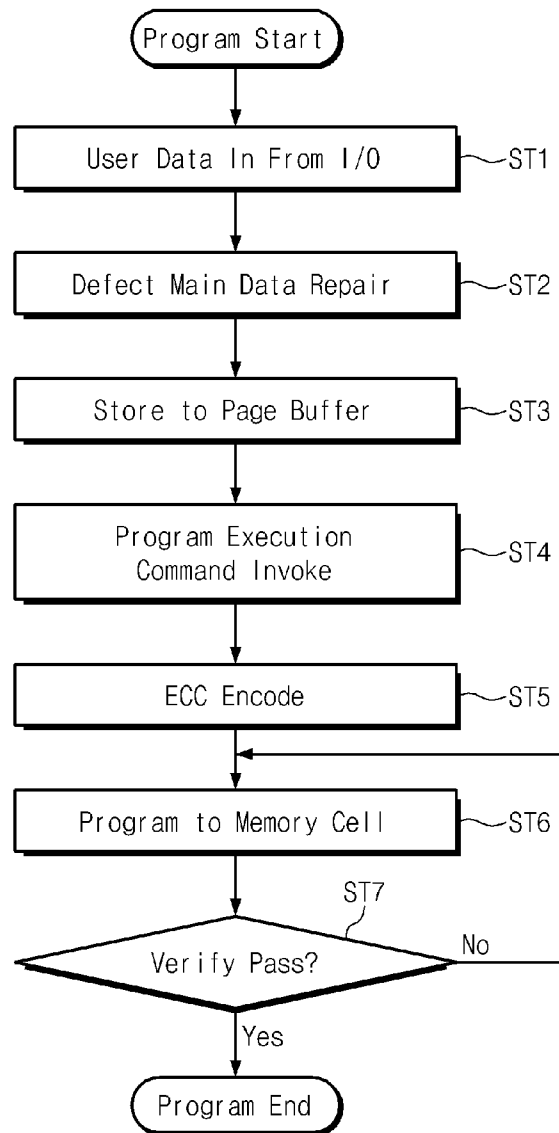 Program Start
User Data In From I/O
ST1
Defect Main Data Repair
ST2
Store to Page Buffer
ST3
Program Execution
Command Invoke
ST4
ECC Encode
ST5
Program to Memory Cell
ST6
ST7
Verify Pass?
No
Yes
Program End